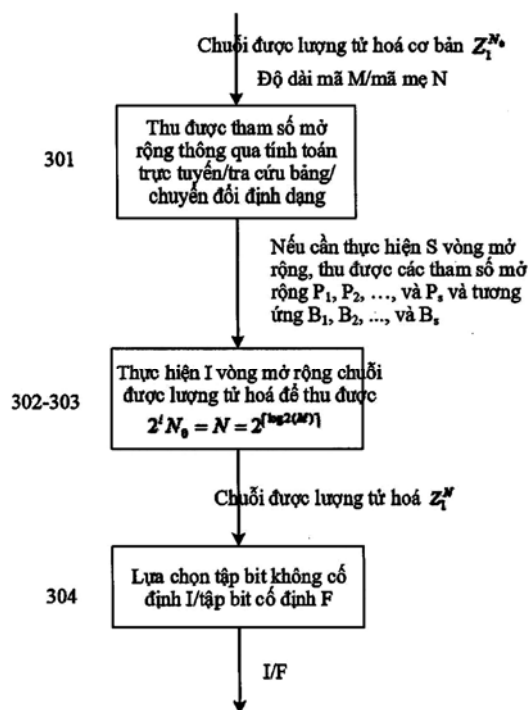 Chuỗi được lượng tử hoá cơ bản $Z_1^{N_0}$
Độ dài mã M/mã mẹ N
301
Thu được tham số mở
rộng thông qua tính toán
trực tuyến/tra cứu bảng/
chuyển đổi định dạng
Nếu cần thực hiện S vòng mở
rộng, thu được các tham số mở
rộng P₁, P₂, …, và Pₛ và tương
ứng B₁, B₂, ..., và Bₛ
302-303
Thực hiện I vòng mở rộng chuỗi
được lượng tử hoá để thu được
$2^i N_0 = N = 2^{\lceil \log2(M) \rceil}$
Chuỗi được lượng tử hoá $Z_1^N$
304
Lựa chọn tập bit không cố
định I/tập bit cố định F
I/F